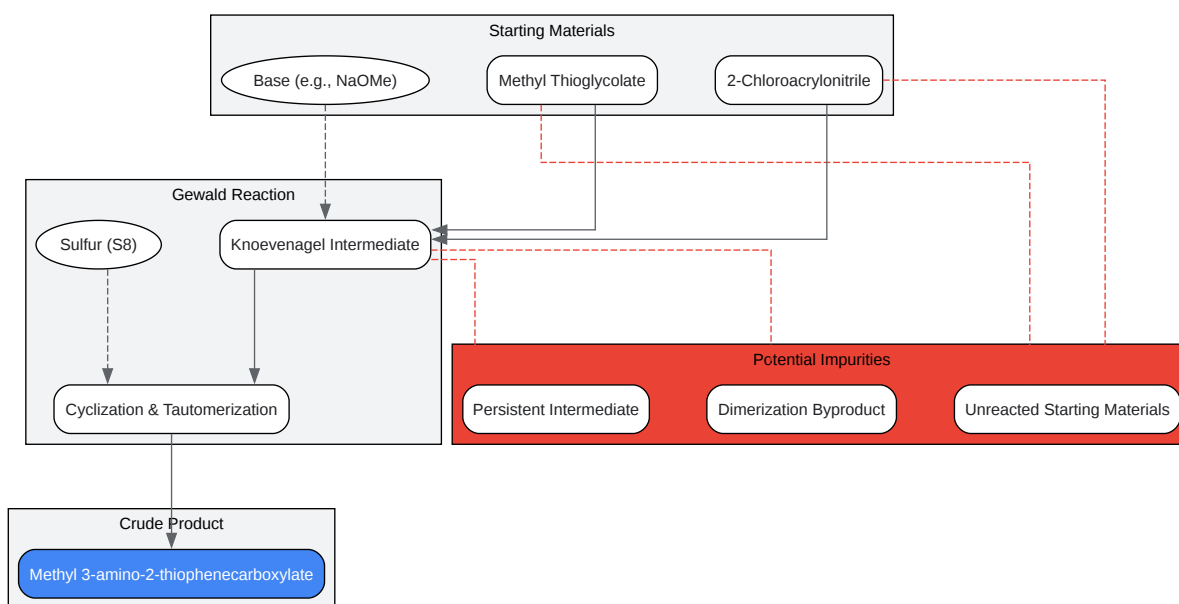 Starting Materials
Base (e.g., NaOMe)
Methyl Thioglycolate
2-Chloroacrylonitrile
Gewald Reaction
Sulfur (S8)
Knoevenagel Intermediate
Potential Impurities
Cyclization & Tautomerization
Persistent Intermediate
Dimerization Byproduct
Unreacted Starting Materials
Crude Product
Methyl 3-amino-2-thiophenecarboxylate